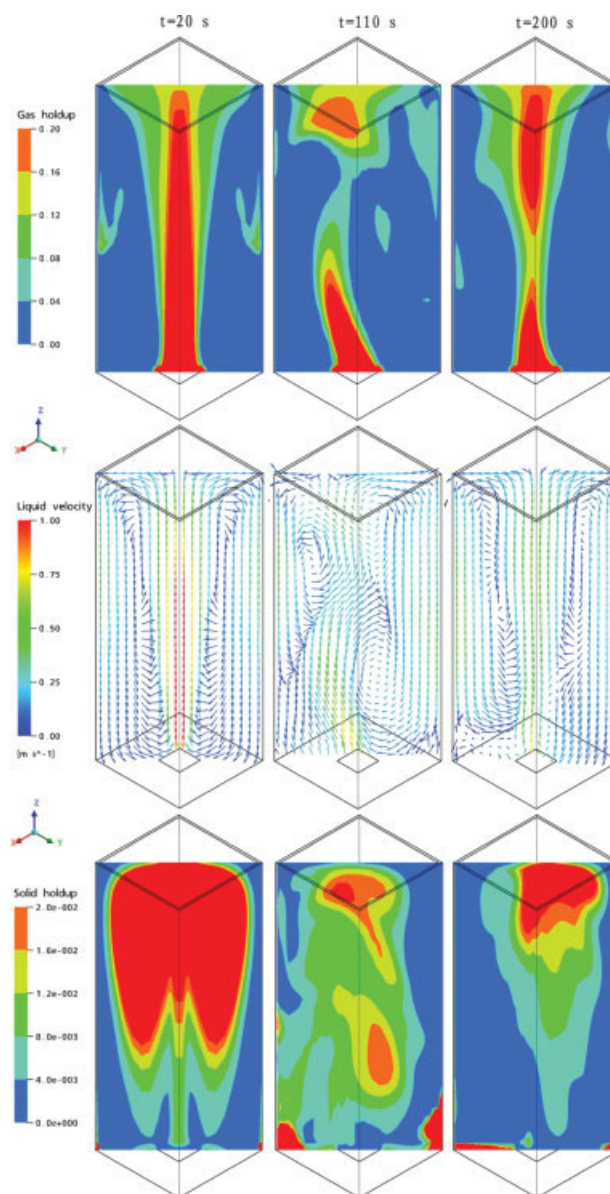 t=20 s t=110 s t=200 s
Gas holdup
0.20
0.16
0.12
0.08
0.04
0.00
Z
X Y
Liquid velocity
1.00
0.75
0.50
0.25
0.00
[m s^-1]
Z
X Y
Solid holdup
2.0e-002
1.6e-002
1.2e-002
8.0e-003
4.0e-003
0.0e+000